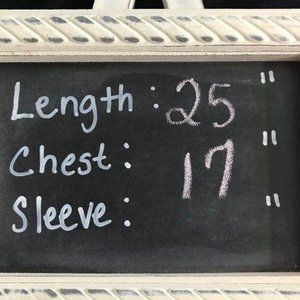 Length: 25"
Chest: 17"
Sleeve: "